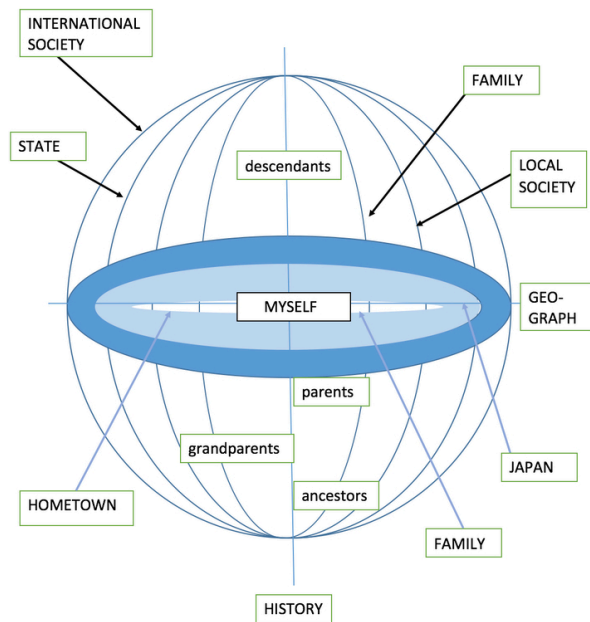 INTERNATIONAL
SOCIETY
FAMILY
STATE
descendants
LOCAL
SOCIETY
MYSELF
GEO-
GRAPH
parents
grandparents
JAPAN
ancestors
HOMETOWN
FAMILY
HISTORY